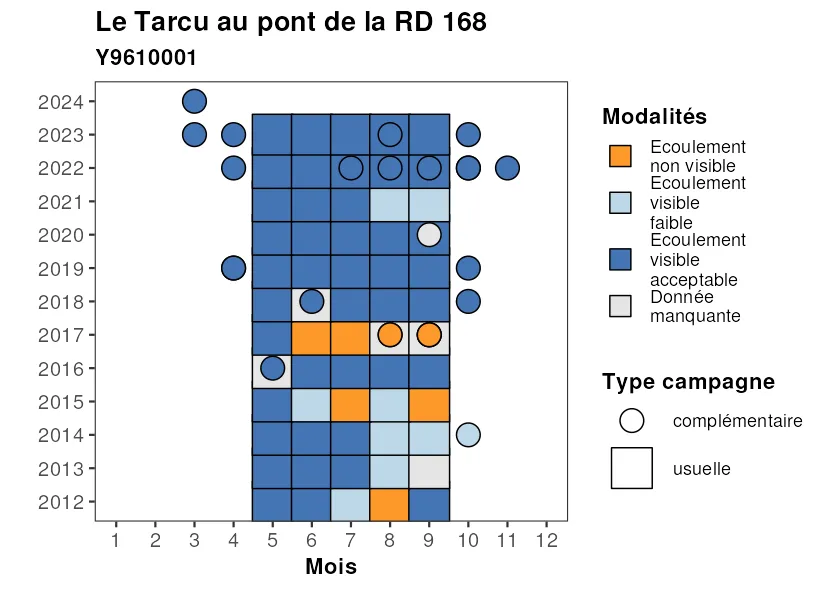 Le Tarcu au pont de la RD 168
Y9610001
2024
2023
2022
2021
2020
2019
2018
2017
2016
2015
2014
2013
2012
1 2 3 4 5 6 7 8 9 10 11 12
Mois
Modalités
Ecoulement
non visible
Ecoulement
visible
faible
Ecoulement
visible
acceptable
Donnée
manquante
Type campagne
complémentaire
usuelle